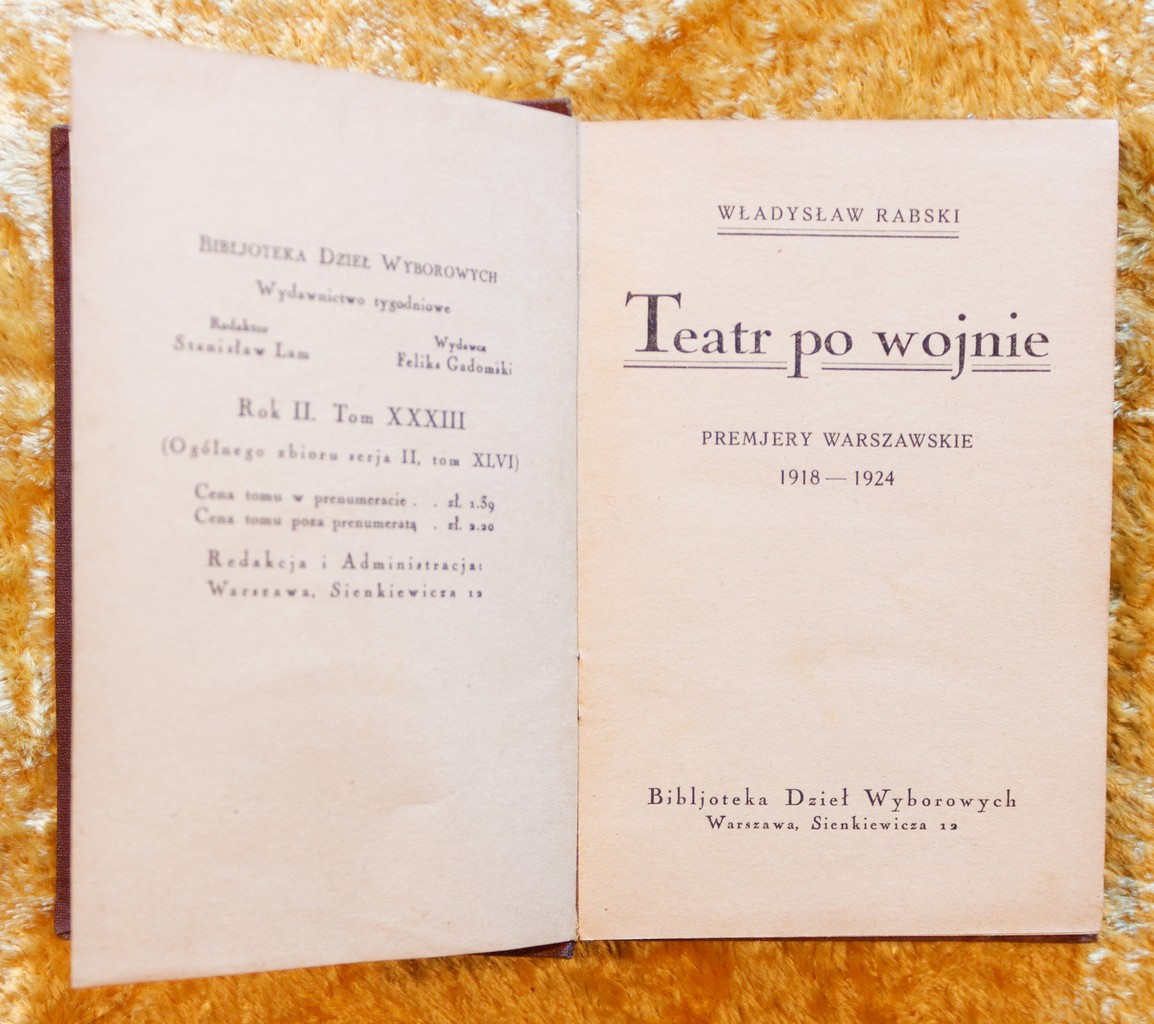 BIBLJOTEKA DZIEŁ WYBOROWYCH
Wydawnictwo tygodniowe
Redaktor
Stanisław Lam
Wydawca
Feliks Gadomski
Rok II. Tom XXXIII
(Ogólnego zbioru serja II, tom XLVI)
Cena tomu w prenumeracie . . zł. 1.39
Cena tomu poza prenumeratą . zł. 2.20
Redakcja i Administracja:
Warszawa, Sienkiewicza 12
WŁADYSŁAW RABSKI
Teatr po wojnie
PREMJERY WARSZAWSKIE
1918 — 1924
Bibljoteka Dzieł Wyborowych
Warszawa, Sienkiewicza 12